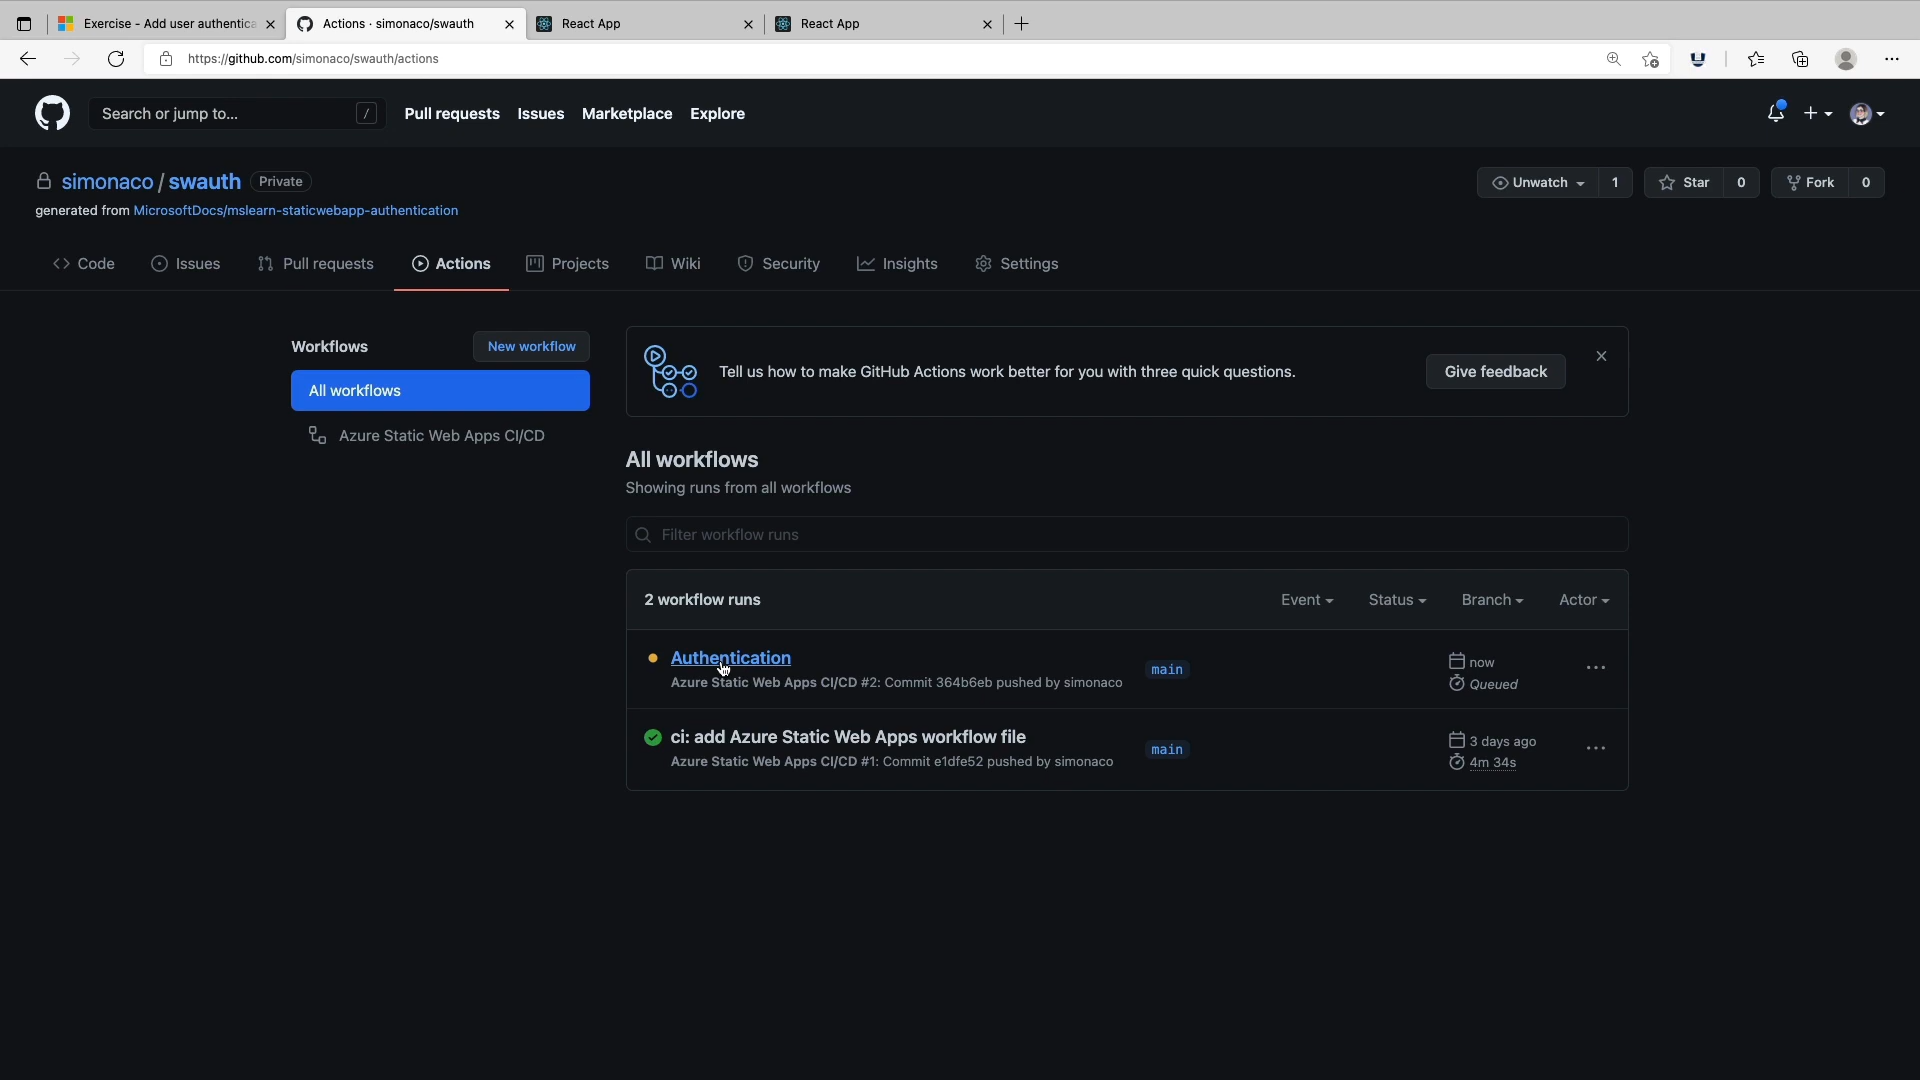 Exercise - Add user authentica
Actions · simonaco/swauth
React App
React App
https://github.com/simonaco/swauth/actions
Search or jump to...
/
Pull requests
Issues
Marketplace
Explore
simonaco / swauth
Private
Unwatch
1
Star
0
Fork
0
generated from MicrosoftDocs/mslearn-staticwebapp-authentication
Code
Issues
Pull requests
Actions
Projects
Wiki
Security
Insights
Settings
Workflows
New workflow
All workflows
Azure Static Web Apps CI/CD
Tell us how to make GitHub Actions work better for you with three quick questions.
Give feedback
All workflows
Showing runs from all workflows
Filter workflow runs
2 workflow runs
Event
Status
Branch
Actor
Authentication
Azure Static Web Apps CI/CD #2: Commit 364b6eb pushed by simonaco
main
now
Queued
ci: add Azure Static Web Apps workflow file
Azure Static Web Apps CI/CD #1: Commit e1dfe52 pushed by simonaco
main
3 days ago
4m 34s